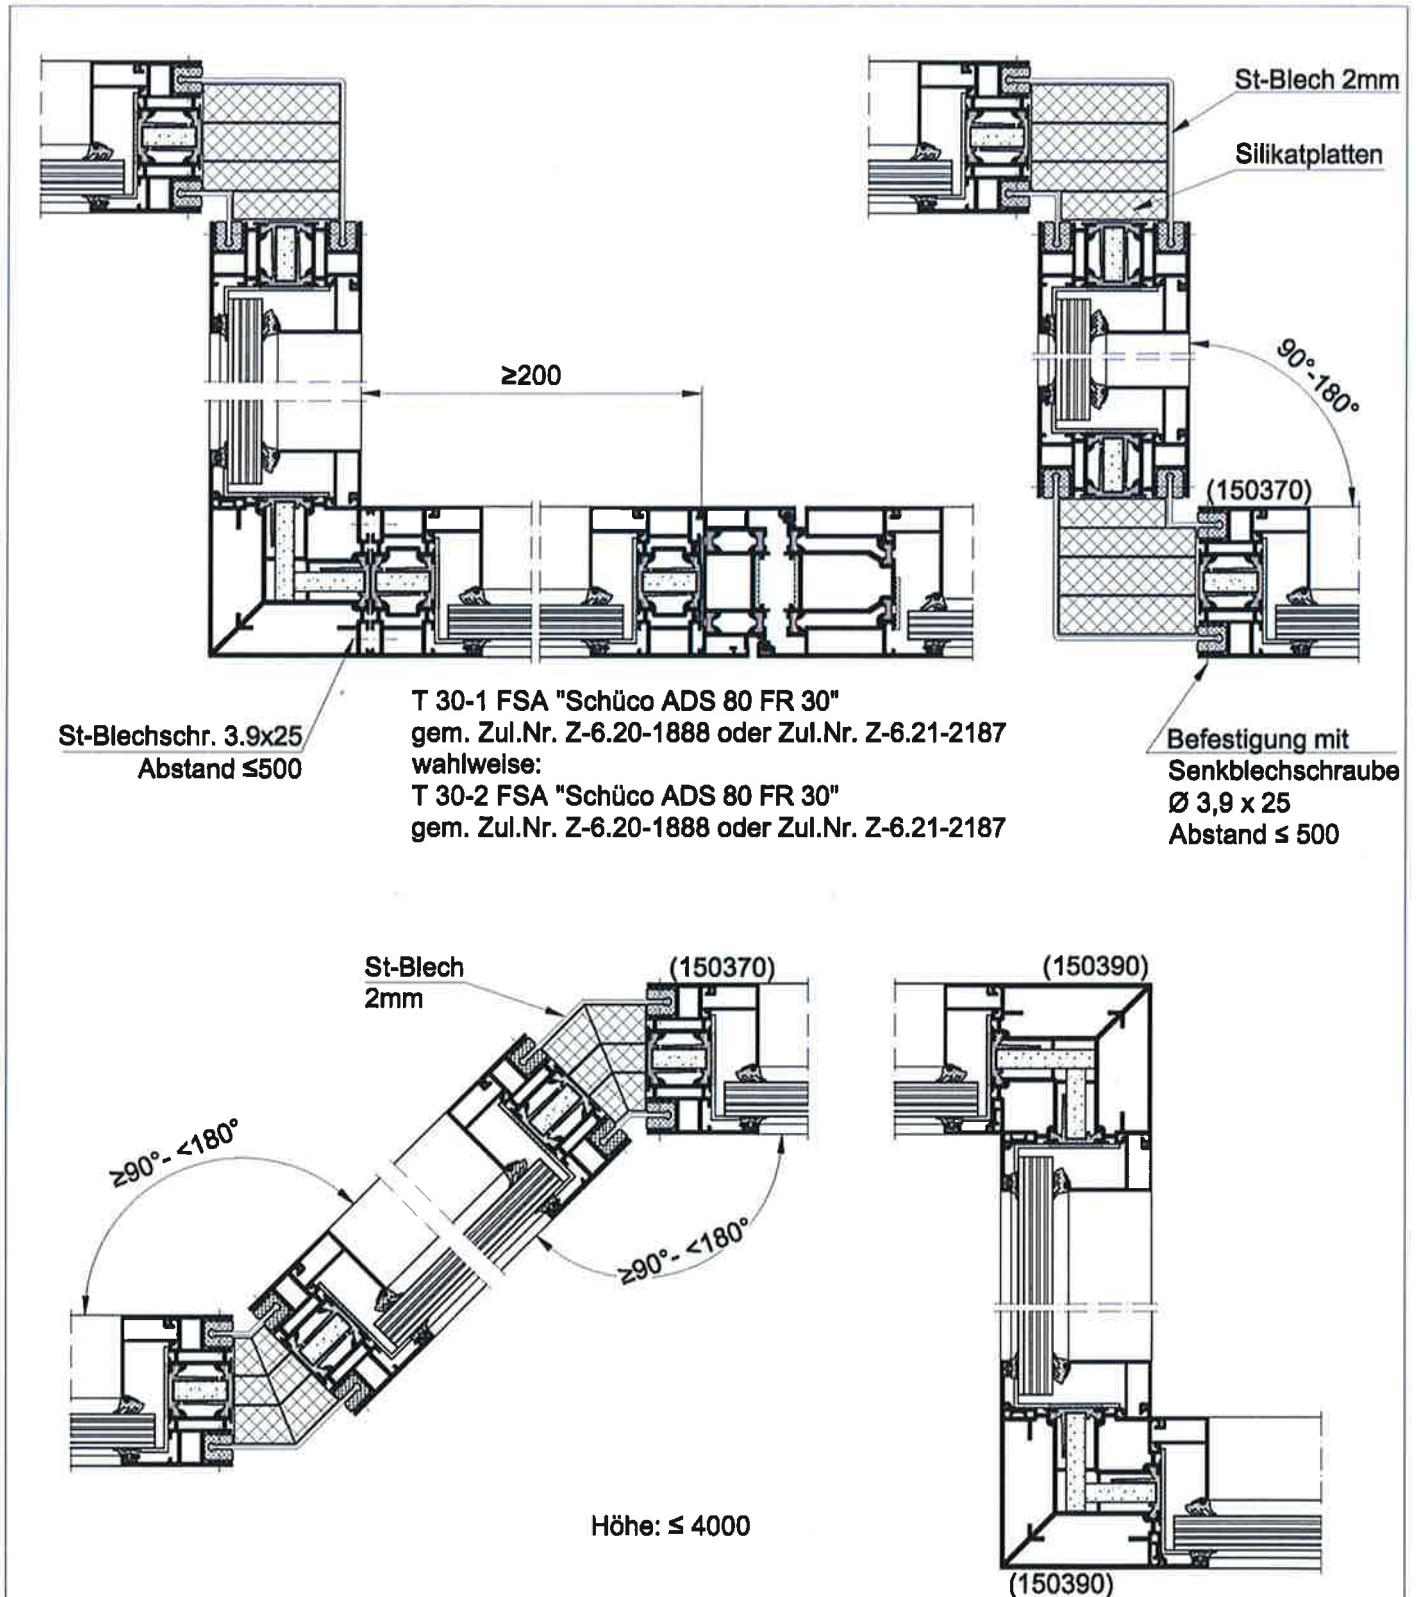 St-Blech 2mm
Silikatplatten
≥200
90°-180°
(150370)
St-Blechschr. 3.9x25
Abstand ≤500
T 30-1 FSA "Schüco ADS 80 FR 30"
gem. Zul.Nr. Z-6.20-1888 oder Zul.Nr. Z-6.21-2187
wahlweise:
T 30-2 FSA "Schüco ADS 80 FR 30"
gem. Zul.Nr. Z-6.20-1888 oder Zul.Nr. Z-6.21-2187
Befestigung mit
Senkblechschraube
Ø 3,9 x 25
Abstand ≤ 500
St-Blech
2mm
(150370)
(150390)
≥90°- <180°
≥90°- <180°
Höhe: ≤ 4000
(150390)